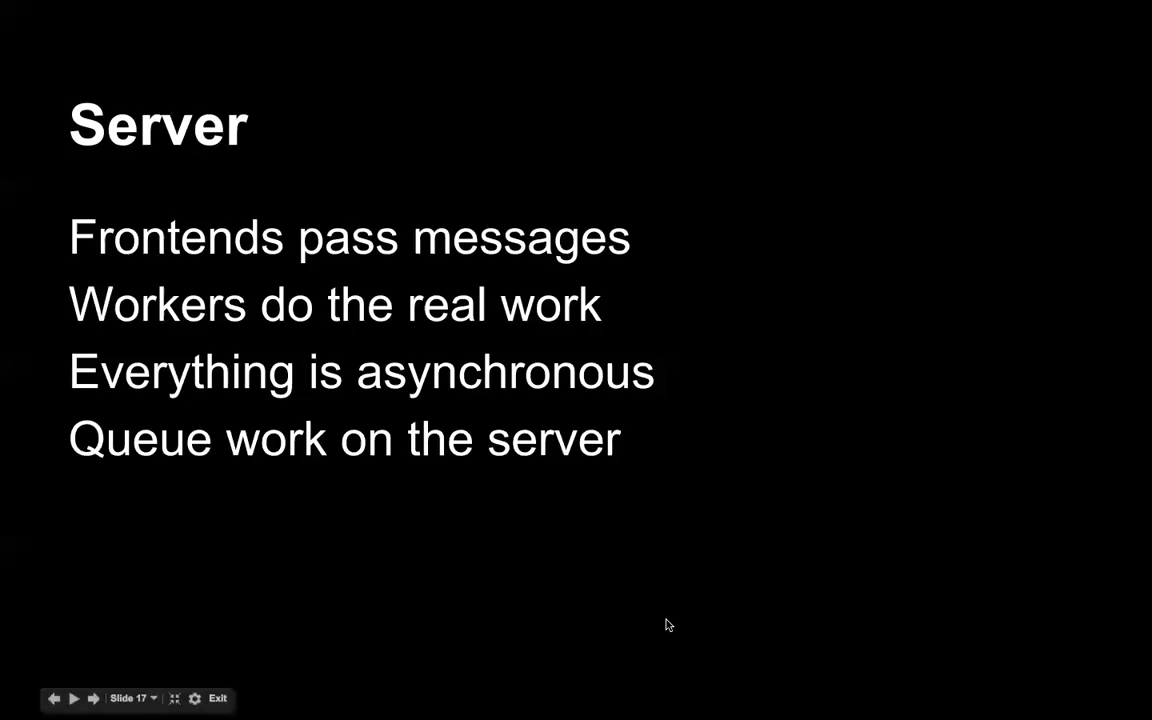 Server
Frontends pass messages
Workers do the real work
Everything is asynchronous
Queue work on the server
Slide 17 Exit